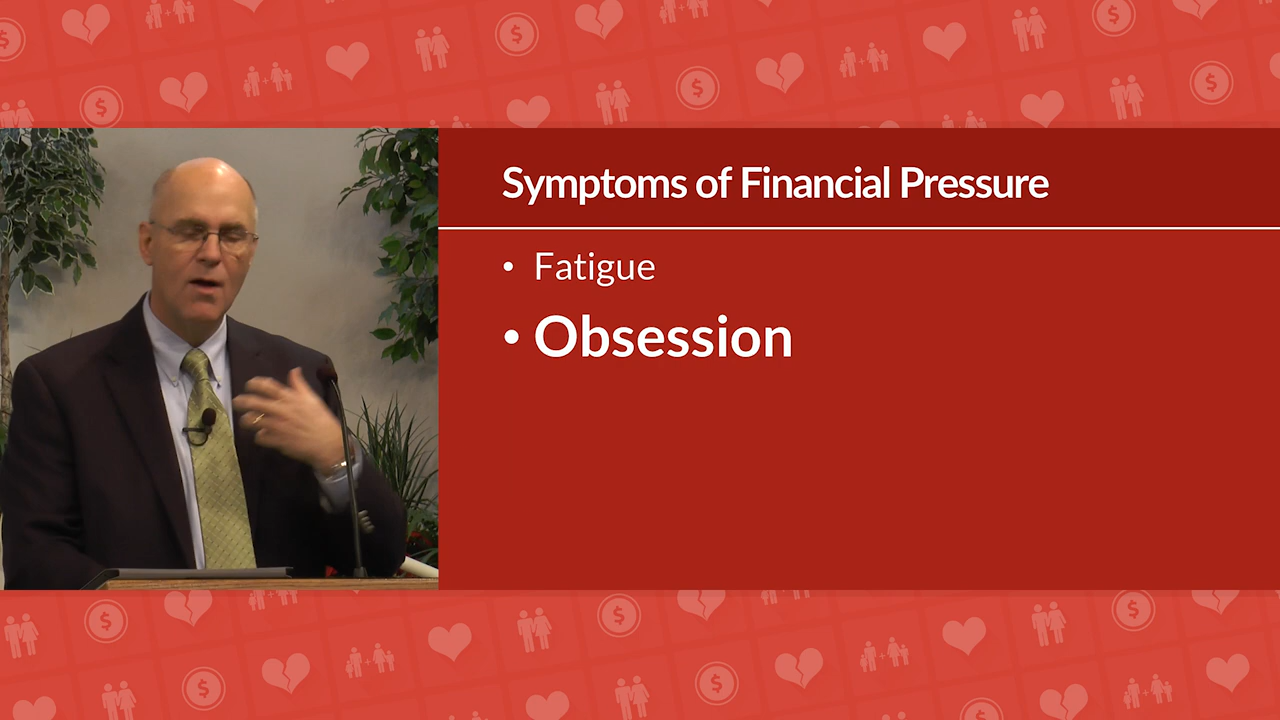 Symptoms of Financial Pressure
• Fatigue
• Obsession